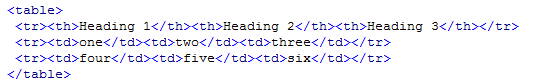 <table>
 <tr><th>Heading 1</th><th>Heading 2</th><th>Heading 3</th></tr>
 <tr><td>one</td><td>two</td><td>three</td></tr>
 <tr><td>four</td><td>five</td><td>six</td></tr>
</table>